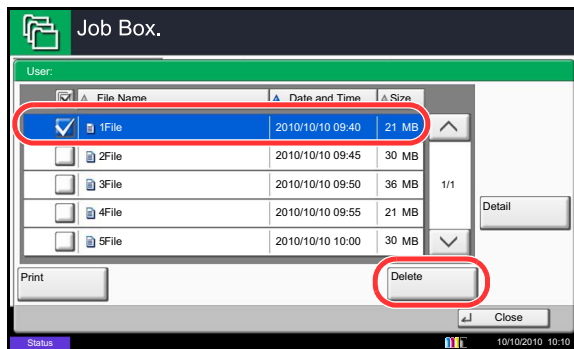 Job Box.
User:
File Name Date and Time Size
1File 2010/10/10 09:40 21 MB
2File 2010/10/10 09:45 30 MB
3File 2010/10/10 09:50 36 MB 1/1
4File 2010/10/10 09:55 21 MB Detail
5File 2010/10/10 10:00 30 MB
Print Delete
Close
Status 10/10/2010 10:10